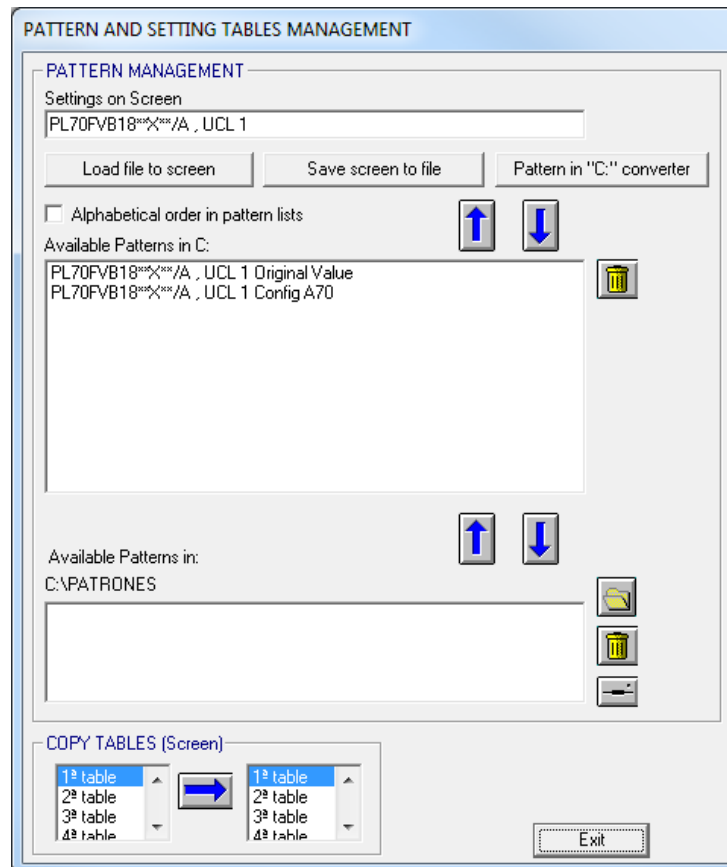 PATTERN AND SETTING TABLES MANAGEMENT
PATTERN MANAGEMENT
Settings on Screen
PL70FVB18**X**/A , UCL 1
Load file to screen
Save screen to file
Pattern in "C:" converter
Alphabetical order in pattern lists
Available Patterns in C:
PL70FVB18**X**/A , UCL 1 Original Value
PL70FVB18**X**/A , UCL 1 Config A70
Available Patterns in:
C:\PATRONES
COPY TABLES (Screen)
1ª table
2ª table
3ª table
4ª table
1ª table
2ª table
3ª table
4ª table
Exit